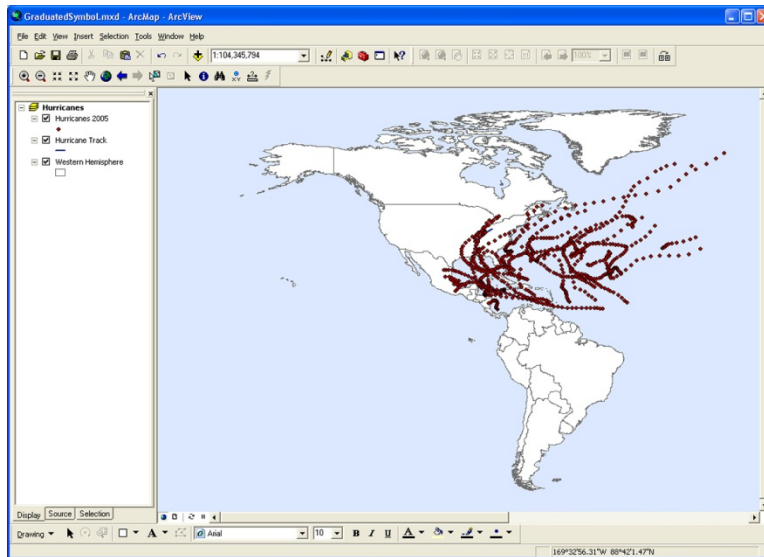 GraduatedSymbol.mxd - ArcMap - ArcView
File Edit View Insert Selection Tools Window Help
1:104,345,794
100%
Hurricanes
Hurricanes 2005
Hurricane Track
Western Hemisphere
Display Source Selection
Drawing Arial 10 B I U A
169°32'56.31"W 88°42'1.47"N